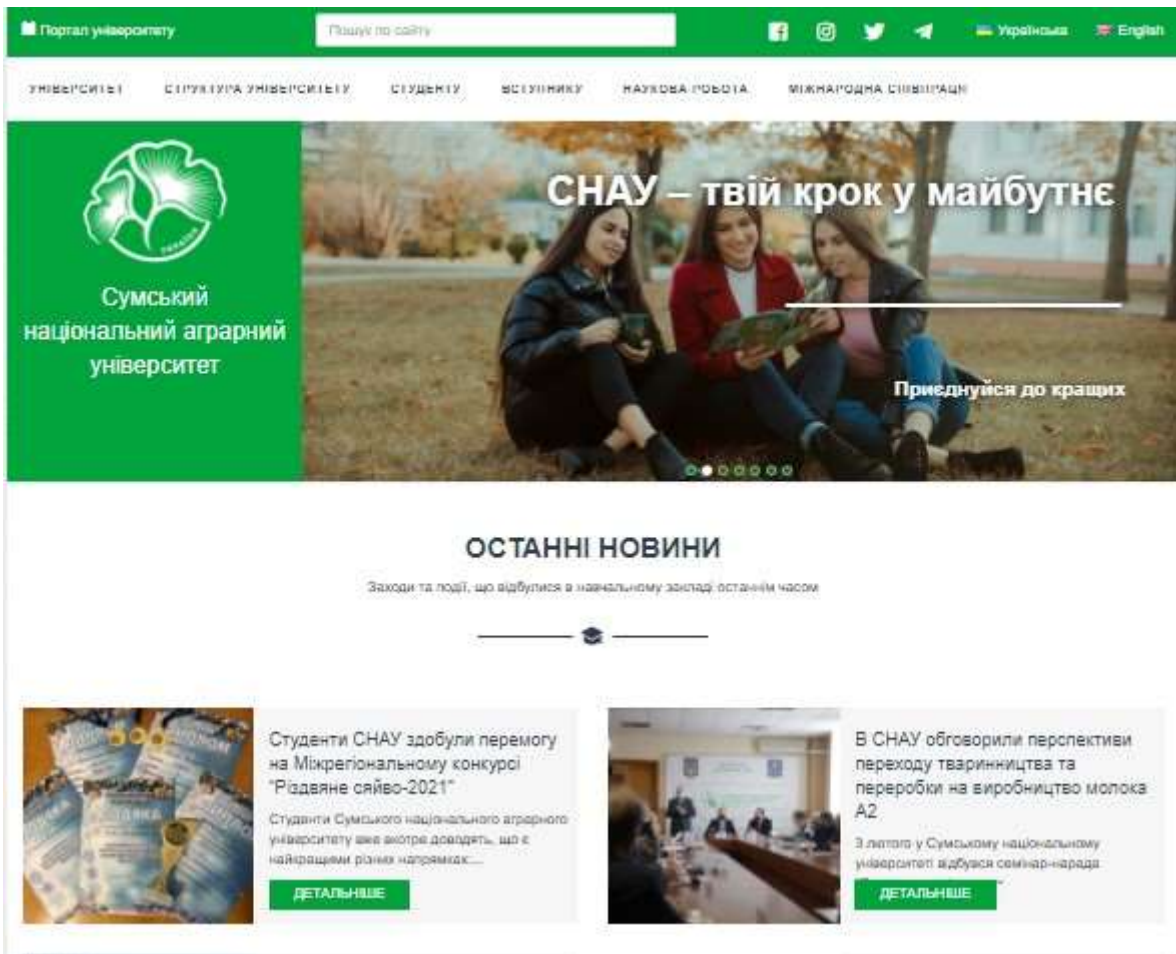 Портал університету
Пошук по сайту
Українська
English
УНІВЕРСИТЕТ СТРУКТУРА УНІВЕРСИТЕТУ СТУДЕНТУ ВСТУПНИКУ НАУКОВА РОБОТА МІЖНАРОДНА СПІВПРАЦЯ
Сумський
національний аграрний
університет
СНАУ – твій крок у майбутнє
Приєднуйся до кращих
ОСТАННІ НОВИНИ
Заходи та події, що відбулися в навчальному закладі останнім часом
Студенти СНАУ здобули перемогу
на Міжрегіональному конкурсі
"Різдвяне сяйво-2021"
Студенти Сумського національного аграрного
університету вже вкотре доводять, що є
найкращими різних напрямках....
ДЕТАЛЬНІШЕ
В СНАУ обговорили перспективи
переходу тваринництва та
переробки на виробництво молока
А2
3 лютого у Сумському національному
університеті відбувся семінар-нарада
ДЕТАЛЬНІШЕ